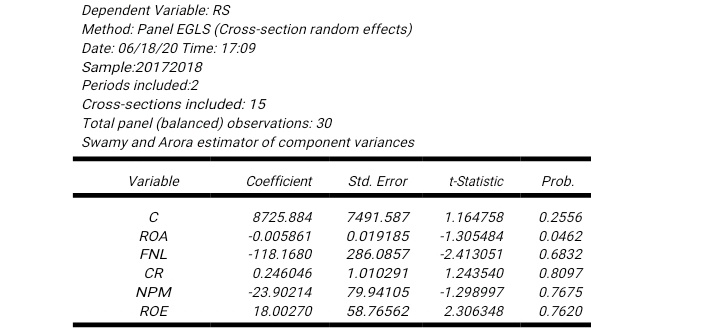 Dependent Variable: RS
Method: Panel EGLS (Cross-section random effects)
Date: 06/18/20 Time: 17:09
Sample:20172018
Periods included:2
Cross-sections included: 15
Total panel (balanced) observations: 30
Swamy and Arora estimator of component variances
Variable Coefficient Std. Error t-Statistic Prob.
C 8725.884 7491.587 1.164758 0.2556
ROA -0.005861 0.019185 -1.305484 0.0462
FNL -118.1680 286.0857 -2.413051 0.6832
CR 0.246046 1.010291 1.243540 0.8097
NPM -23.90214 79.94105 -1.298997 0.7675
ROE 18.00270 58.76562 2.306348 0.7620